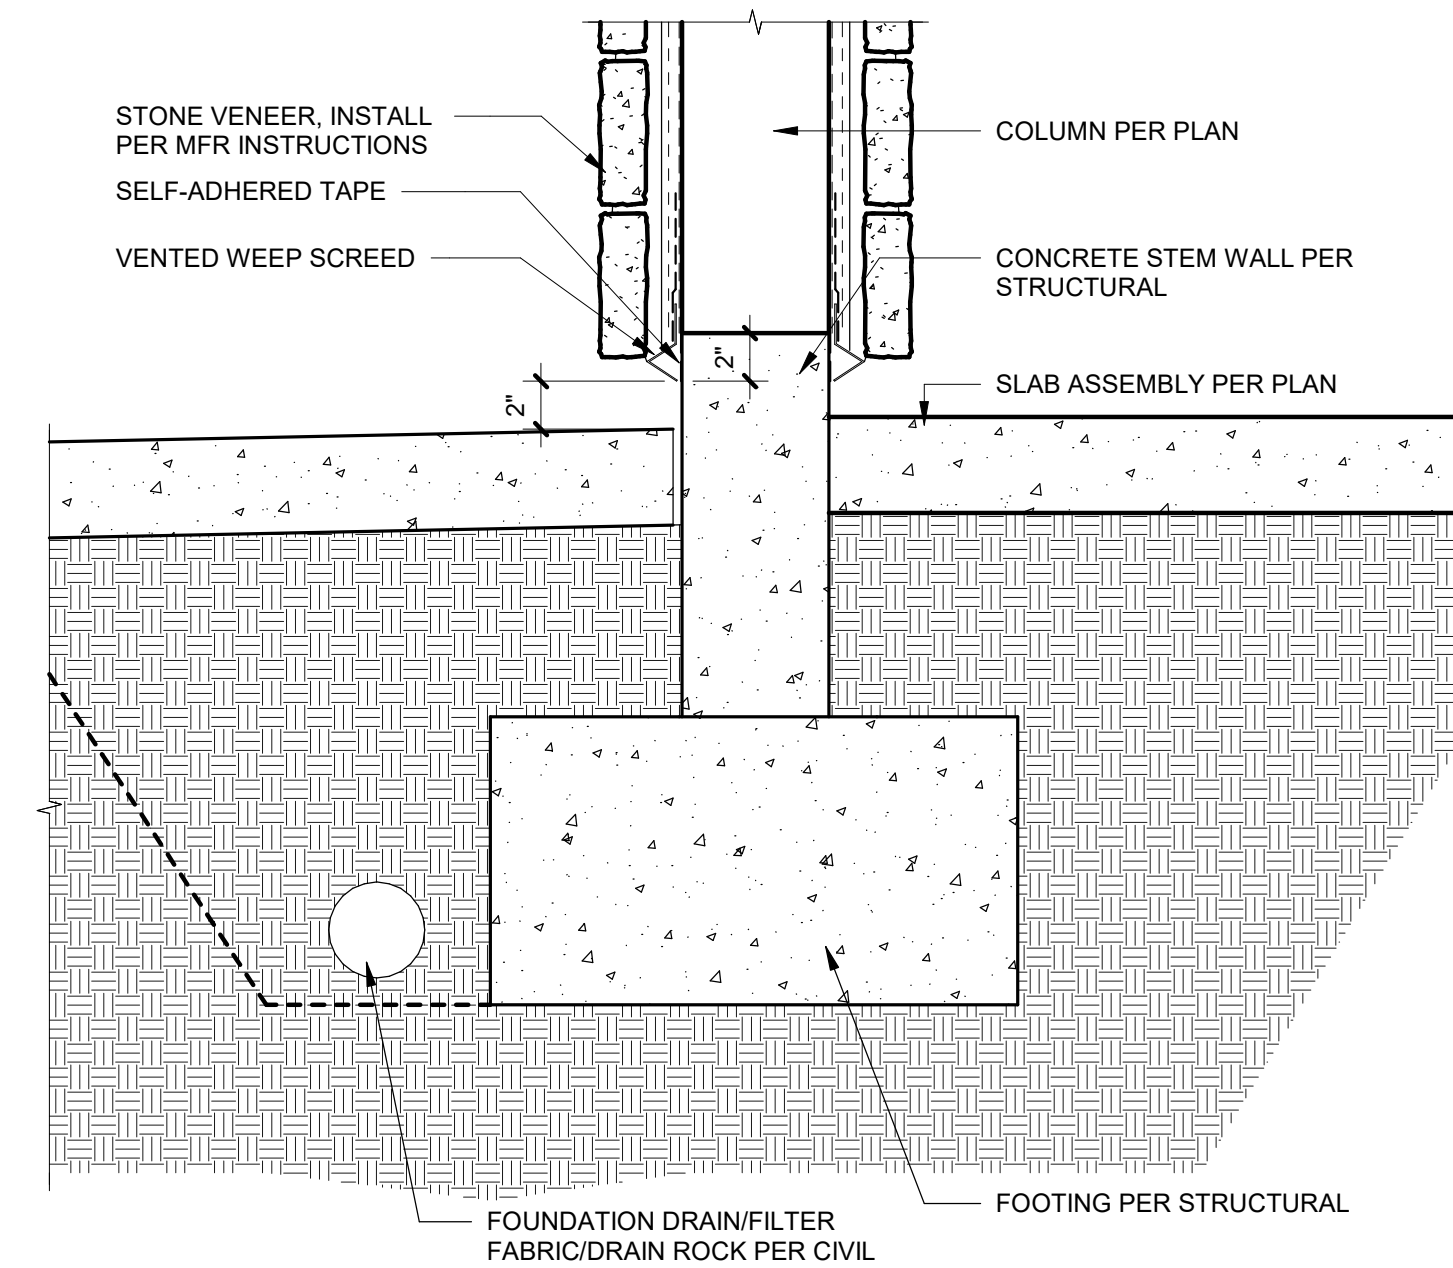 STONE VENEER, INSTALL
PER MFR INSTRUCTIONS
SELF-ADHERED TAPE
VENTED WEEP SCREED
COLUMN PER PLAN
CONCRETE STEM WALL PER
STRUCTURAL
SLAB ASSEMBLY PER PLAN
2"
2"
FOOTING PER STRUCTURAL
FOUNDATION DRAIN/FILTER
FABRIC/DRAIN ROCK PER CIVIL